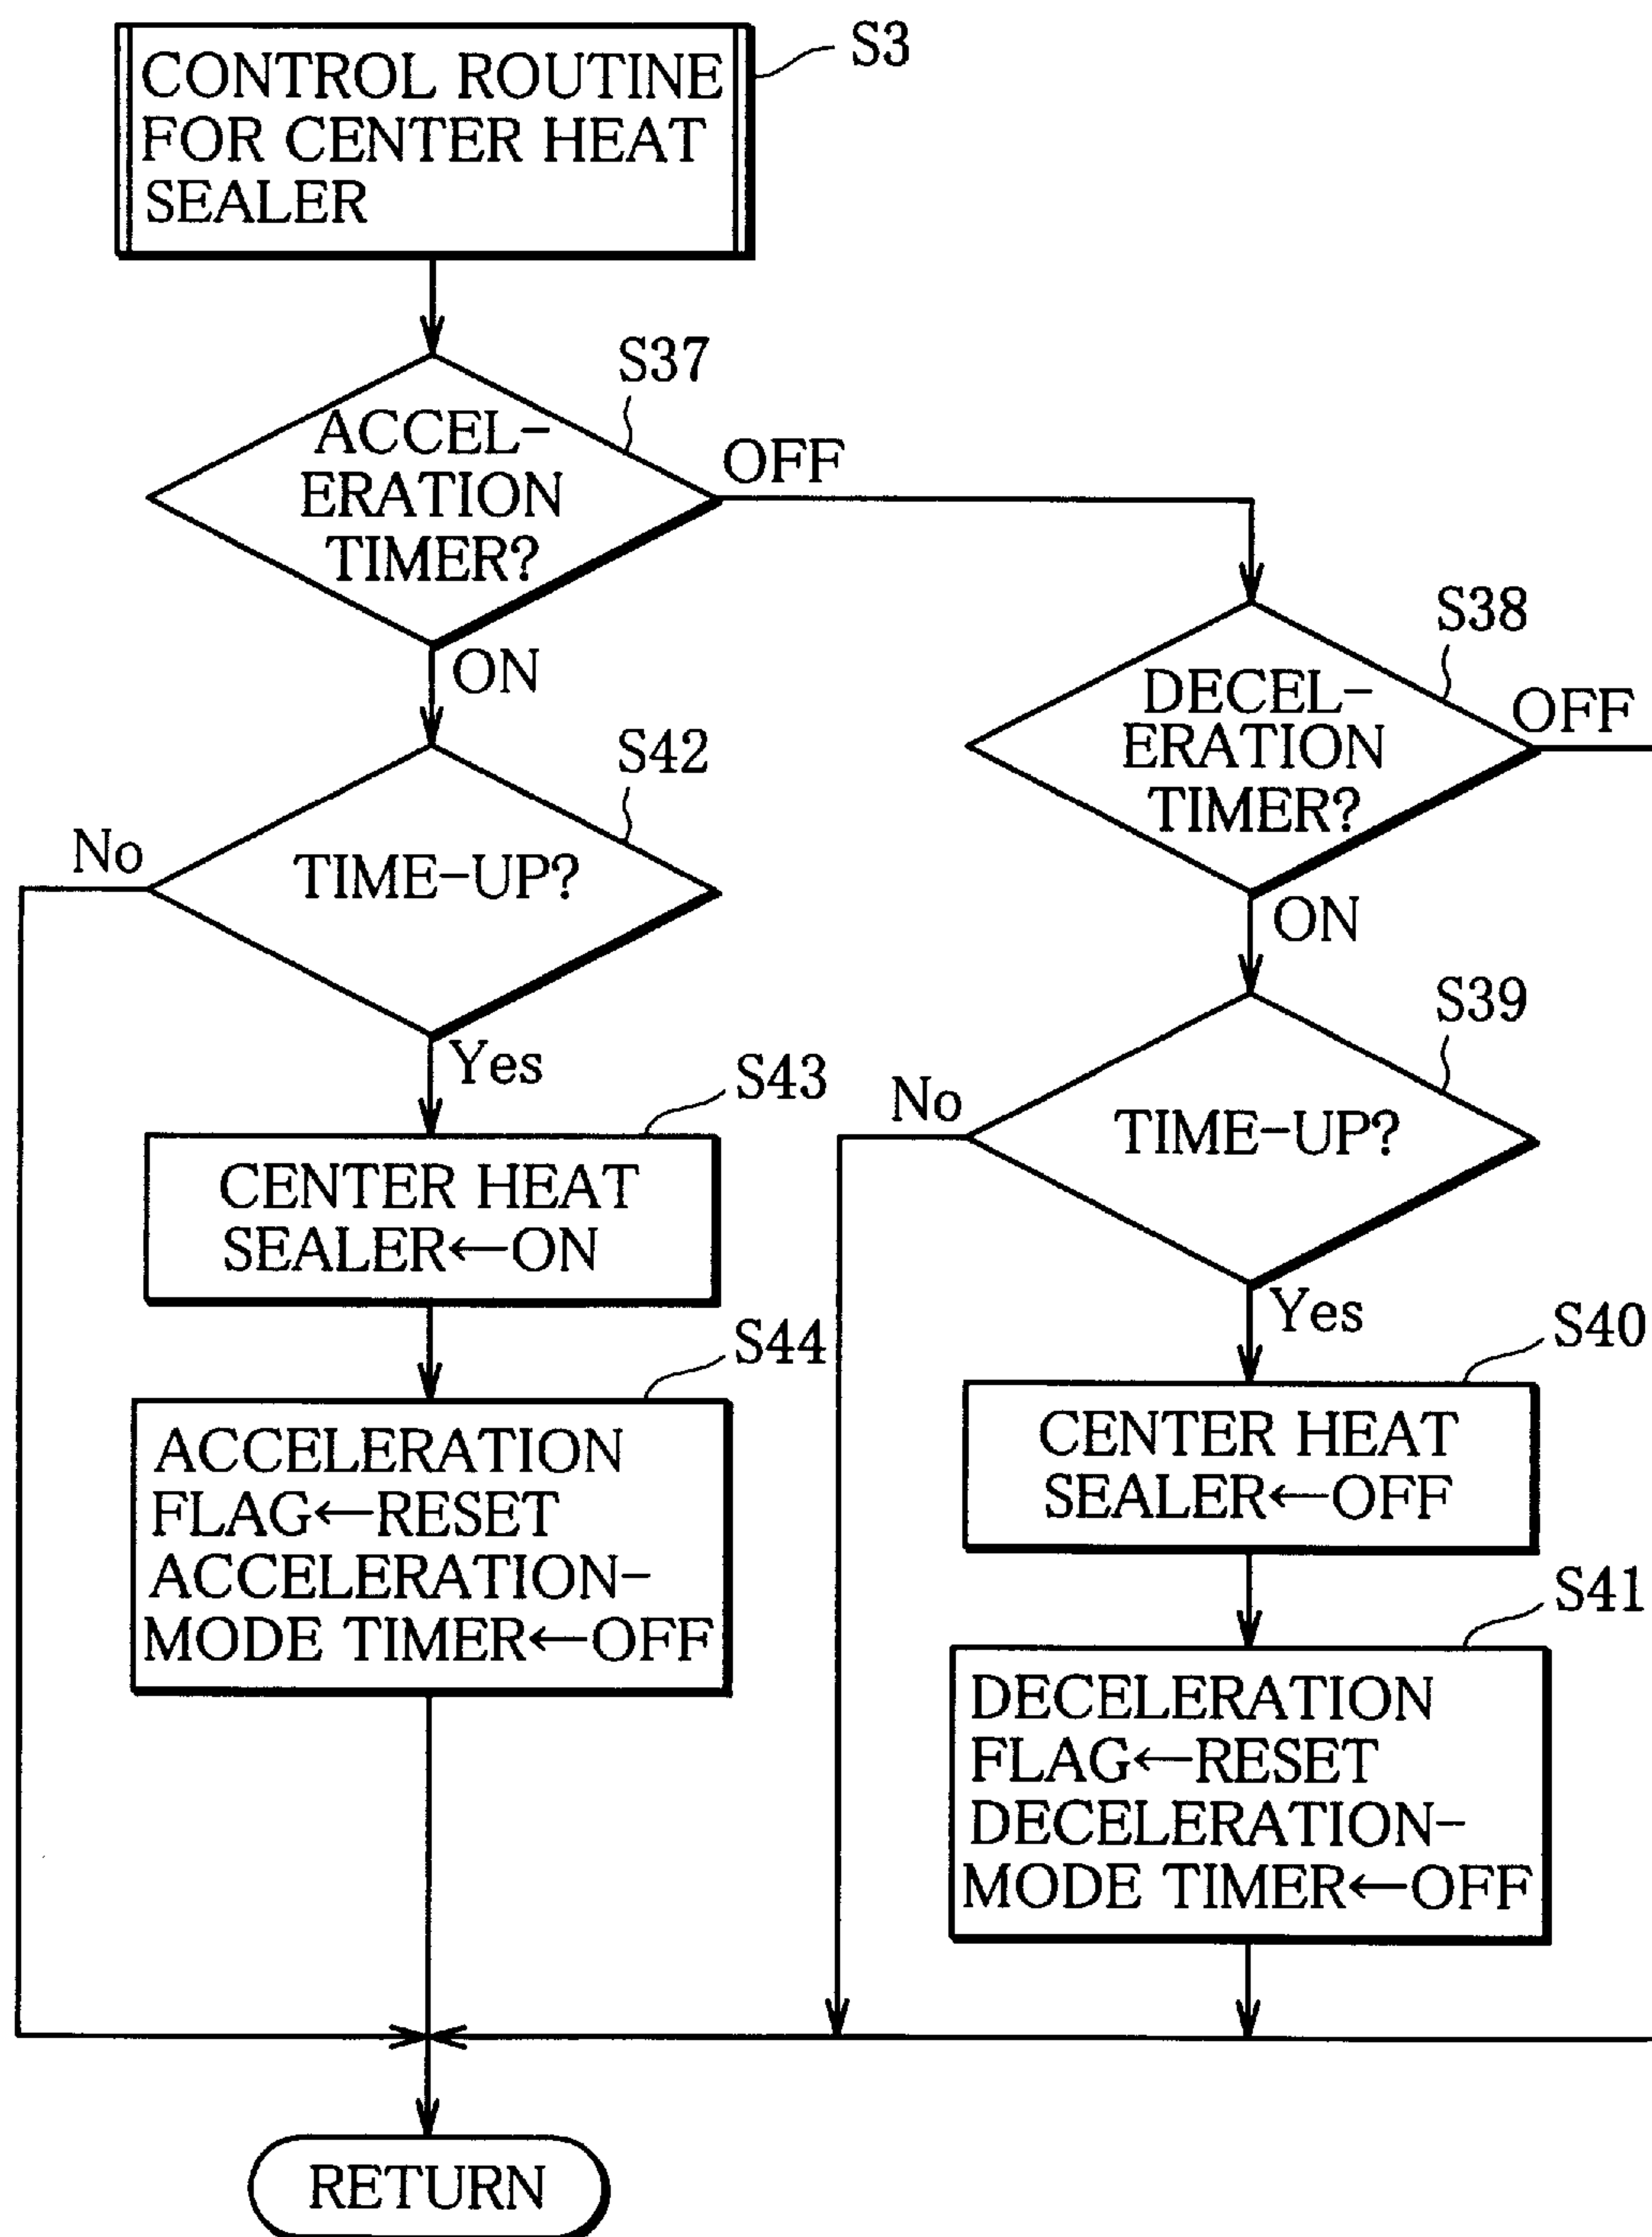 S3
CONTROL ROUTINE
FOR CENTER HEAT
SEALER
S37
ACCEL-
ERATION
TIMER?
OFF
ON
S38
DECEL-
ERATION
TIMER?
OFF
ON
S42
No
TIME-UP?
Yes
S39
No
TIME-UP?
Yes
S43
CENTER HEAT
SEALER←ON
S44
ACCELERATION
FLAG←RESET
ACCELERATION-
MODE TIMER←OFF
S40
CENTER HEAT
SEALER←OFF
S41
DECELERATION
FLAG←RESET
DECELERATION-
MODE TIMER←OFF
RETURN